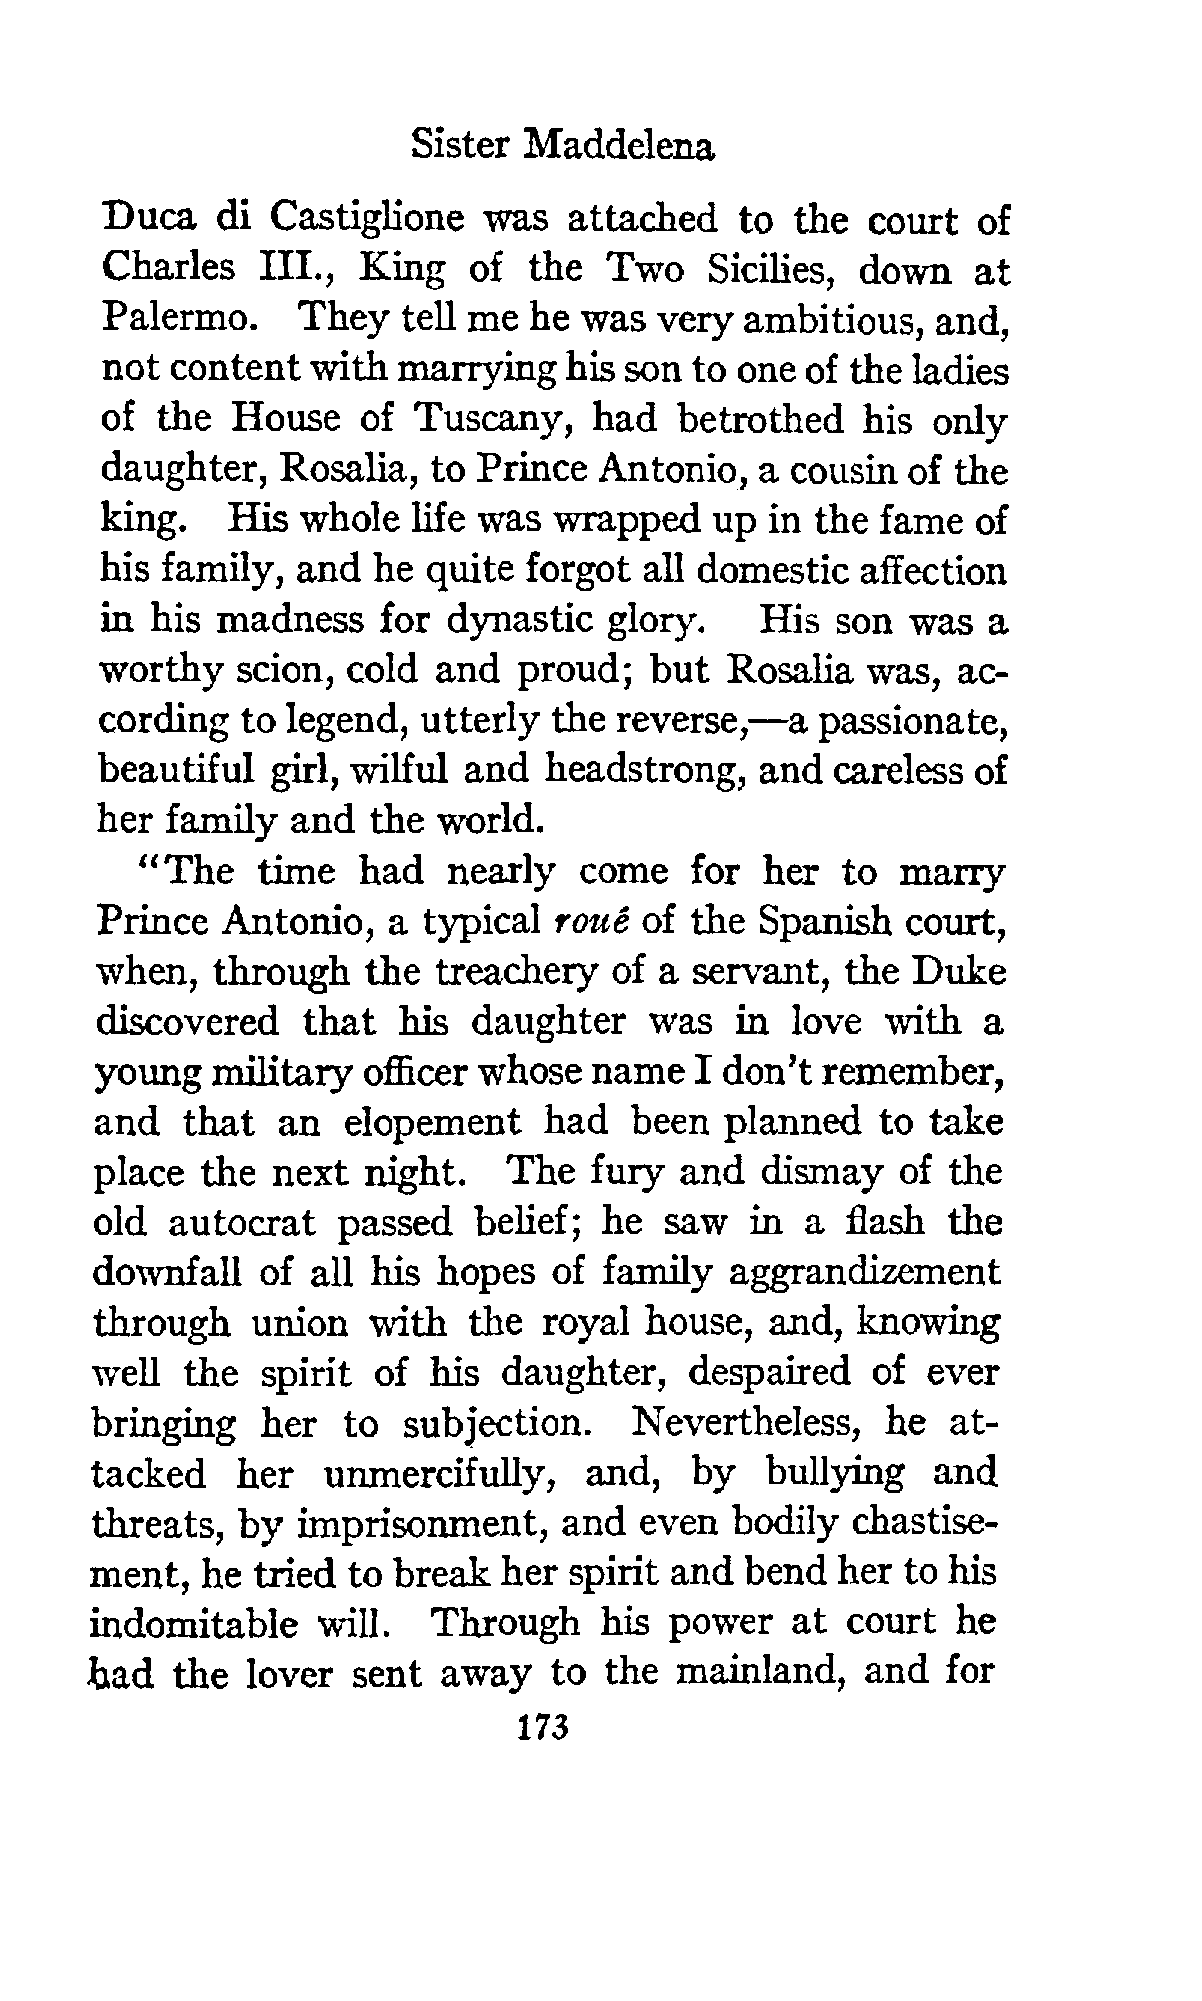 Sister Maddelena
Duca di Castiglione was attached to the court of
Charles III., King of the Two Sicilies, down at
Palermo. They tell me he was very ambitious, and,
not content with marrying his son to one of the ladies
of the House of Tuscany, had betrothed his only
daughter, Rosalia, to Prince Antonio, a cousin of the
king. His whole life was wrapped up in the fame of
his family, and he quite forgot all domestic affection
in his madness for dynastic glory. His son was a
worthy scion, cold and proud; but Rosalia was, ac-
cording to legend, utterly the reverse,—a passionate,
beautiful girl, wilful and headstrong, and careless of
her family and the world.
"The time had nearly come for her to marry
Prince Antonio, a typical roué of the Spanish court,
when, through the treachery of a servant, the Duke
discovered that his daughter was in love with a
young military officer whose name I don't remember,
and that an elopement had been planned to take
place the next night. The fury and dismay of the
old autocrat passed belief; he saw in a flash the
downfall of all his hopes of family aggrandizement
through union with the royal house, and, knowing
well the spirit of his daughter, despaired of ever
bringing her to subjection. Nevertheless, he at-
tacked her unmercifully, and, by bullying and
threats, by imprisonment, and even bodily chastise-
ment, he tried to break her spirit and bend her to his
indomitable will. Through his power at court he
had the lover sent away to the mainland, and for
173